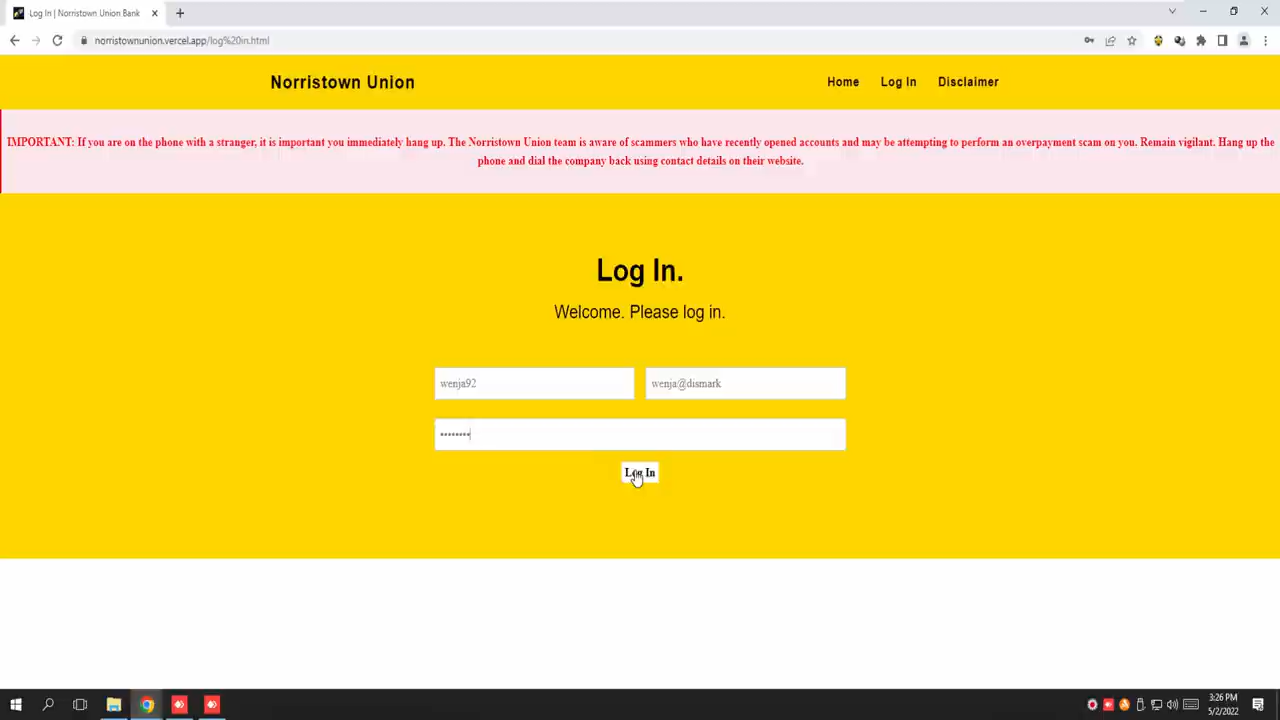 Log In | Norristown Union Bank
norristownunion.vercel.app/log%20in.html
Norristown Union
Home
Log In
Disclaimer
IMPORTANT: If you are on the phone with a stranger, it is important you immediately hang up. The Norristown Union team is aware of scammers who have recently opened accounts and may be attempting to perform an overpayment scam on you. Remain vigilant. Hang up the
phone and dial the company back using contact details on their website.
Log In.
Welcome. Please log in.
wenja92
wenja@dismark
Log In
3:26 PM
5/2/2022